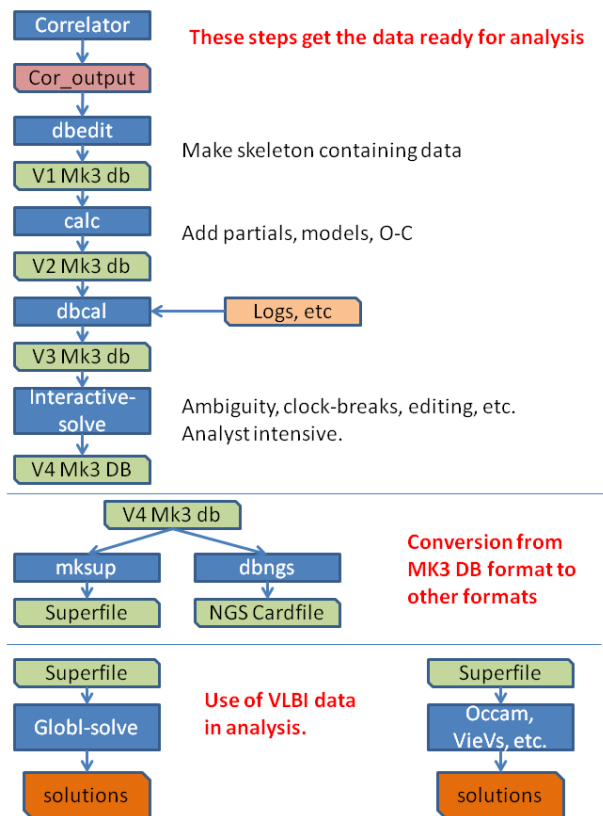 Correlator
These steps get the data ready for analysis
Cor_output
dbedit
Make skeleton containing data
V1 Mk3 db
calc
Add partials, models, O-C
V2 Mk3 db
dbcal
Logs, etc
V3 Mk3 db
Interactive-
solve
Ambiguity, clock-breaks, editing, etc.
Analyst intensive.
V4 Mk3 DB
V4 Mk3 db
mksup
dbngs
Superfile
NGS Cardfile
Conversion from
MK3 DB format to
other formats
Superfile
Globl-solve
solutions
Use of VLBI data
in analysis.
Superfile
Occam,
VieVs, etc.
solutions